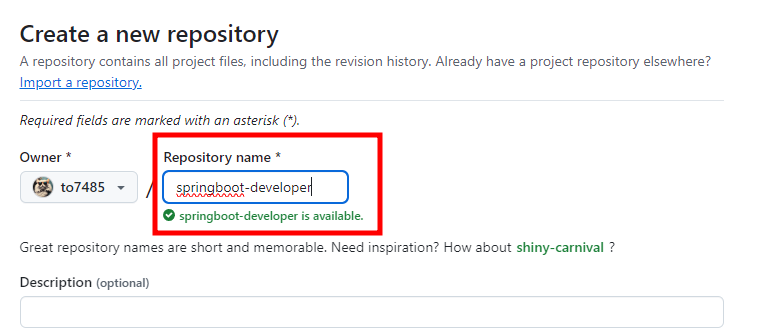 Create a new repository
A repository contains all project files, including the revision history. Already have a project repository elsewhere?
Import a repository.
Required fields are marked with an asterisk (*).
Owner *
Repository name *
to7485
/
springboot-developer
springboot-developer is available.
Great repository names are short and memorable. Need inspiration? How about shiny-carnival ?
Description (optional)